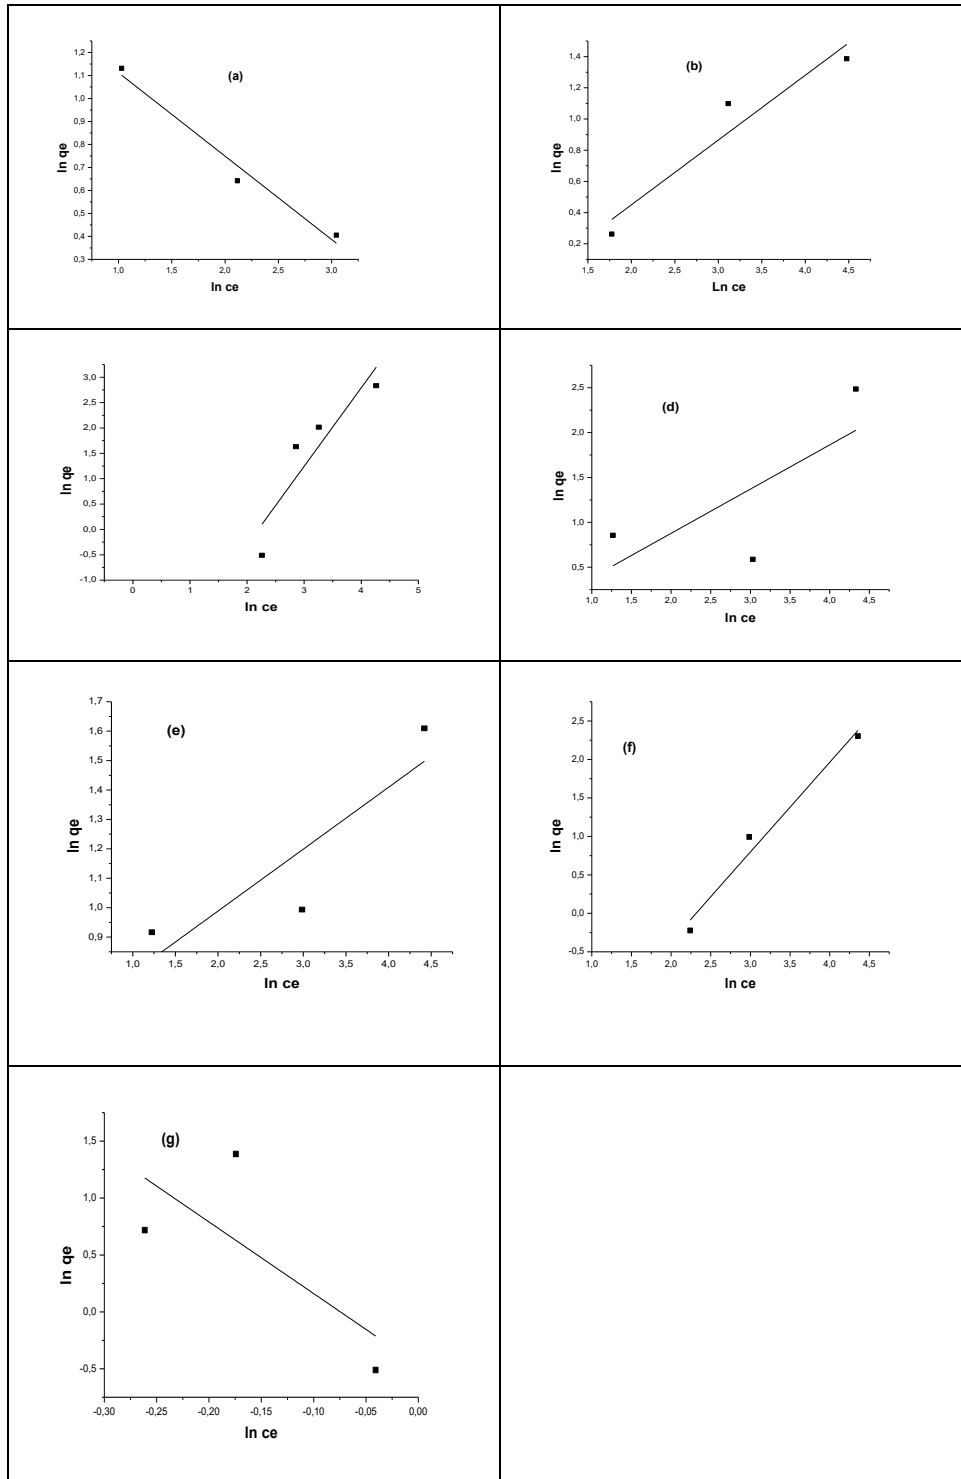 (a)
ln qe
1,2
1,1
1,0
0,9
0,8
0,7
0,6
0,5
0,4
0,3
1,0 1,5 2,0 2,5 3,0
ln ce
(b)
ln qe
1,4
1,2
1,0
0,8
0,6
0,4
0,2
1,5 2,0 2,5 3,0 3,5 4,0 4,5
Ln ce
ln qe
3,0
2,5
2,0
1,5
1,0
0,5
0,0
-0,5
-1,0
0 1 2 3 4 5
ln ce
(d)
ln qe
2,5
2,0
1,5
1,0
0,5
1,0 1,5 2,0 2,5 3,0 3,5 4,0 4,5
ln ce
(e)
ln qe
1,7
1,6
1,5
1,4
1,3
1,2
1,1
1,0
0,9
1,0 1,5 2,0 2,5 3,0 3,5 4,0 4,5
ln ce
(f)
ln qe
2,5
2,0
1,5
1,0
0,5
0,0
-0,5
1,0 1,5 2,0 2,5 3,0 3,5 4,0 4,5
ln ce
(g)
ln qe
1,5
1,0
0,5
0,0
-0,5
-0,30 -0,25 -0,20 -0,15 -0,10 -0,05 0,00
ln ce